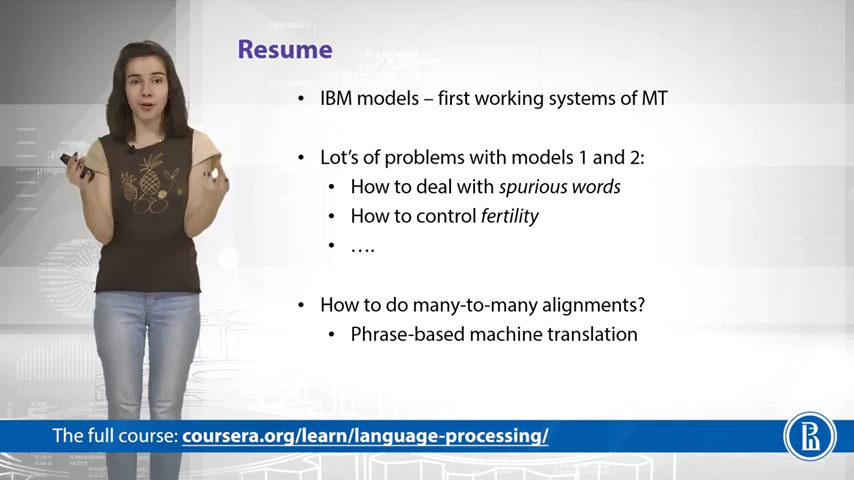 Resume
• IBM models – first working systems of MT
• Lot's of problems with models 1 and 2:
• How to deal with spurious words
• How to control fertility
• ….
• How to do many-to-many alignments?
• Phrase-based machine translation
The full course: coursera.org/learn/language-processing/